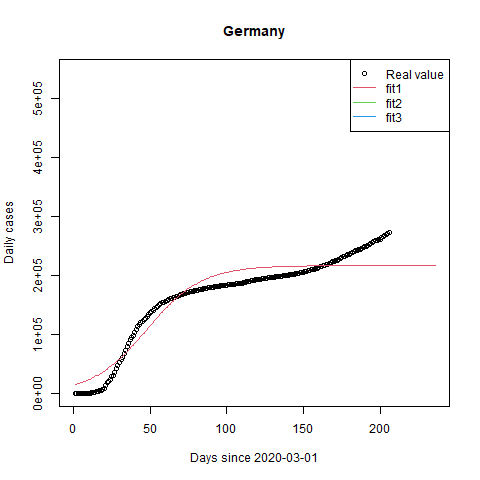 Germany
Real value
fit1
fit2
fit3
Daily cases
5e+05
4e+05
3e+05
2e+05
1e+05
0e+00
0 50 100 150 200
Days since 2020-03-01